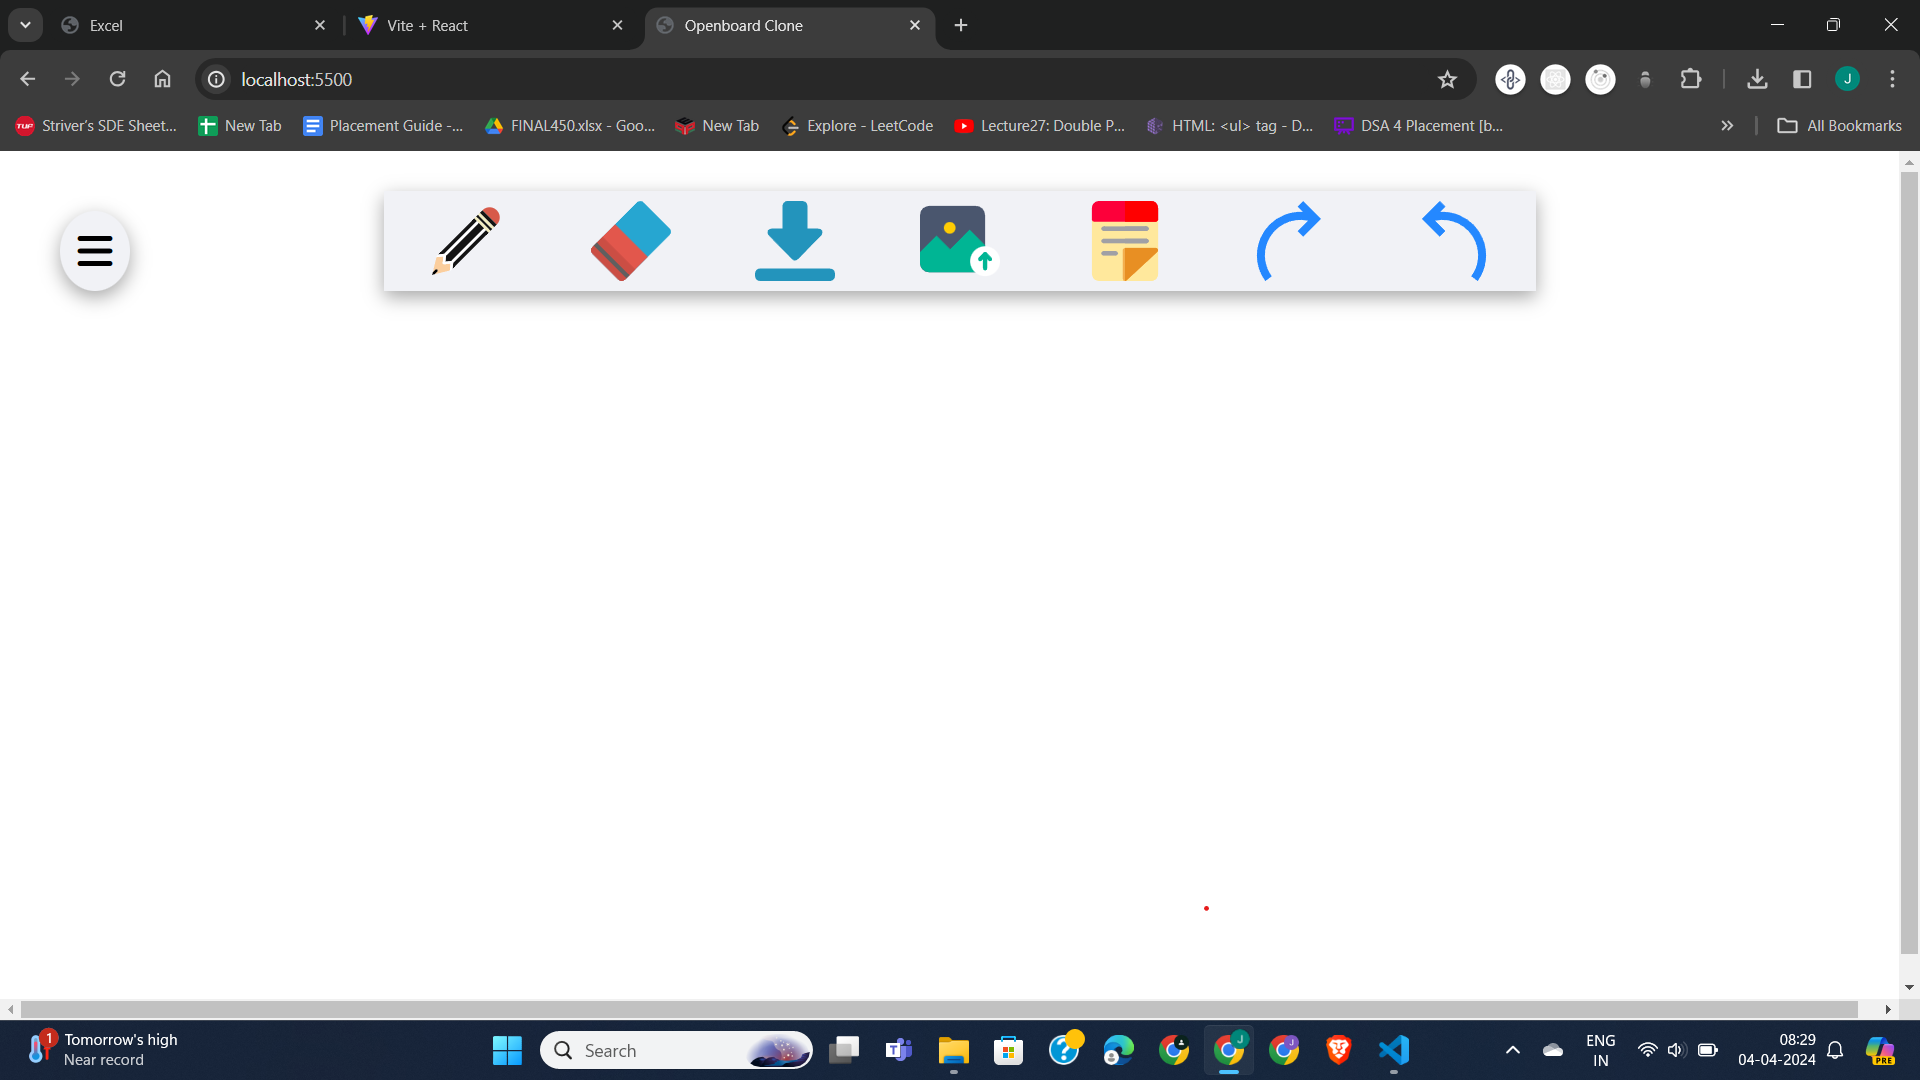 Excel
Vite + React
Openboard Clone
localhost:5500
J
TUF Striver's SDE Sheet...
New Tab
Placement Guide -...
FINAL450.xlsx - Goo...
New Tab
Explore - LeetCode
Lecture27: Double P...
HTML: <ul> tag - D...
DSA 4 Placement [b...
All Bookmarks
1
Tomorrow's high
Near record
Search
T
J
J
ENG
IN
08:29
04-04-2024
PRE